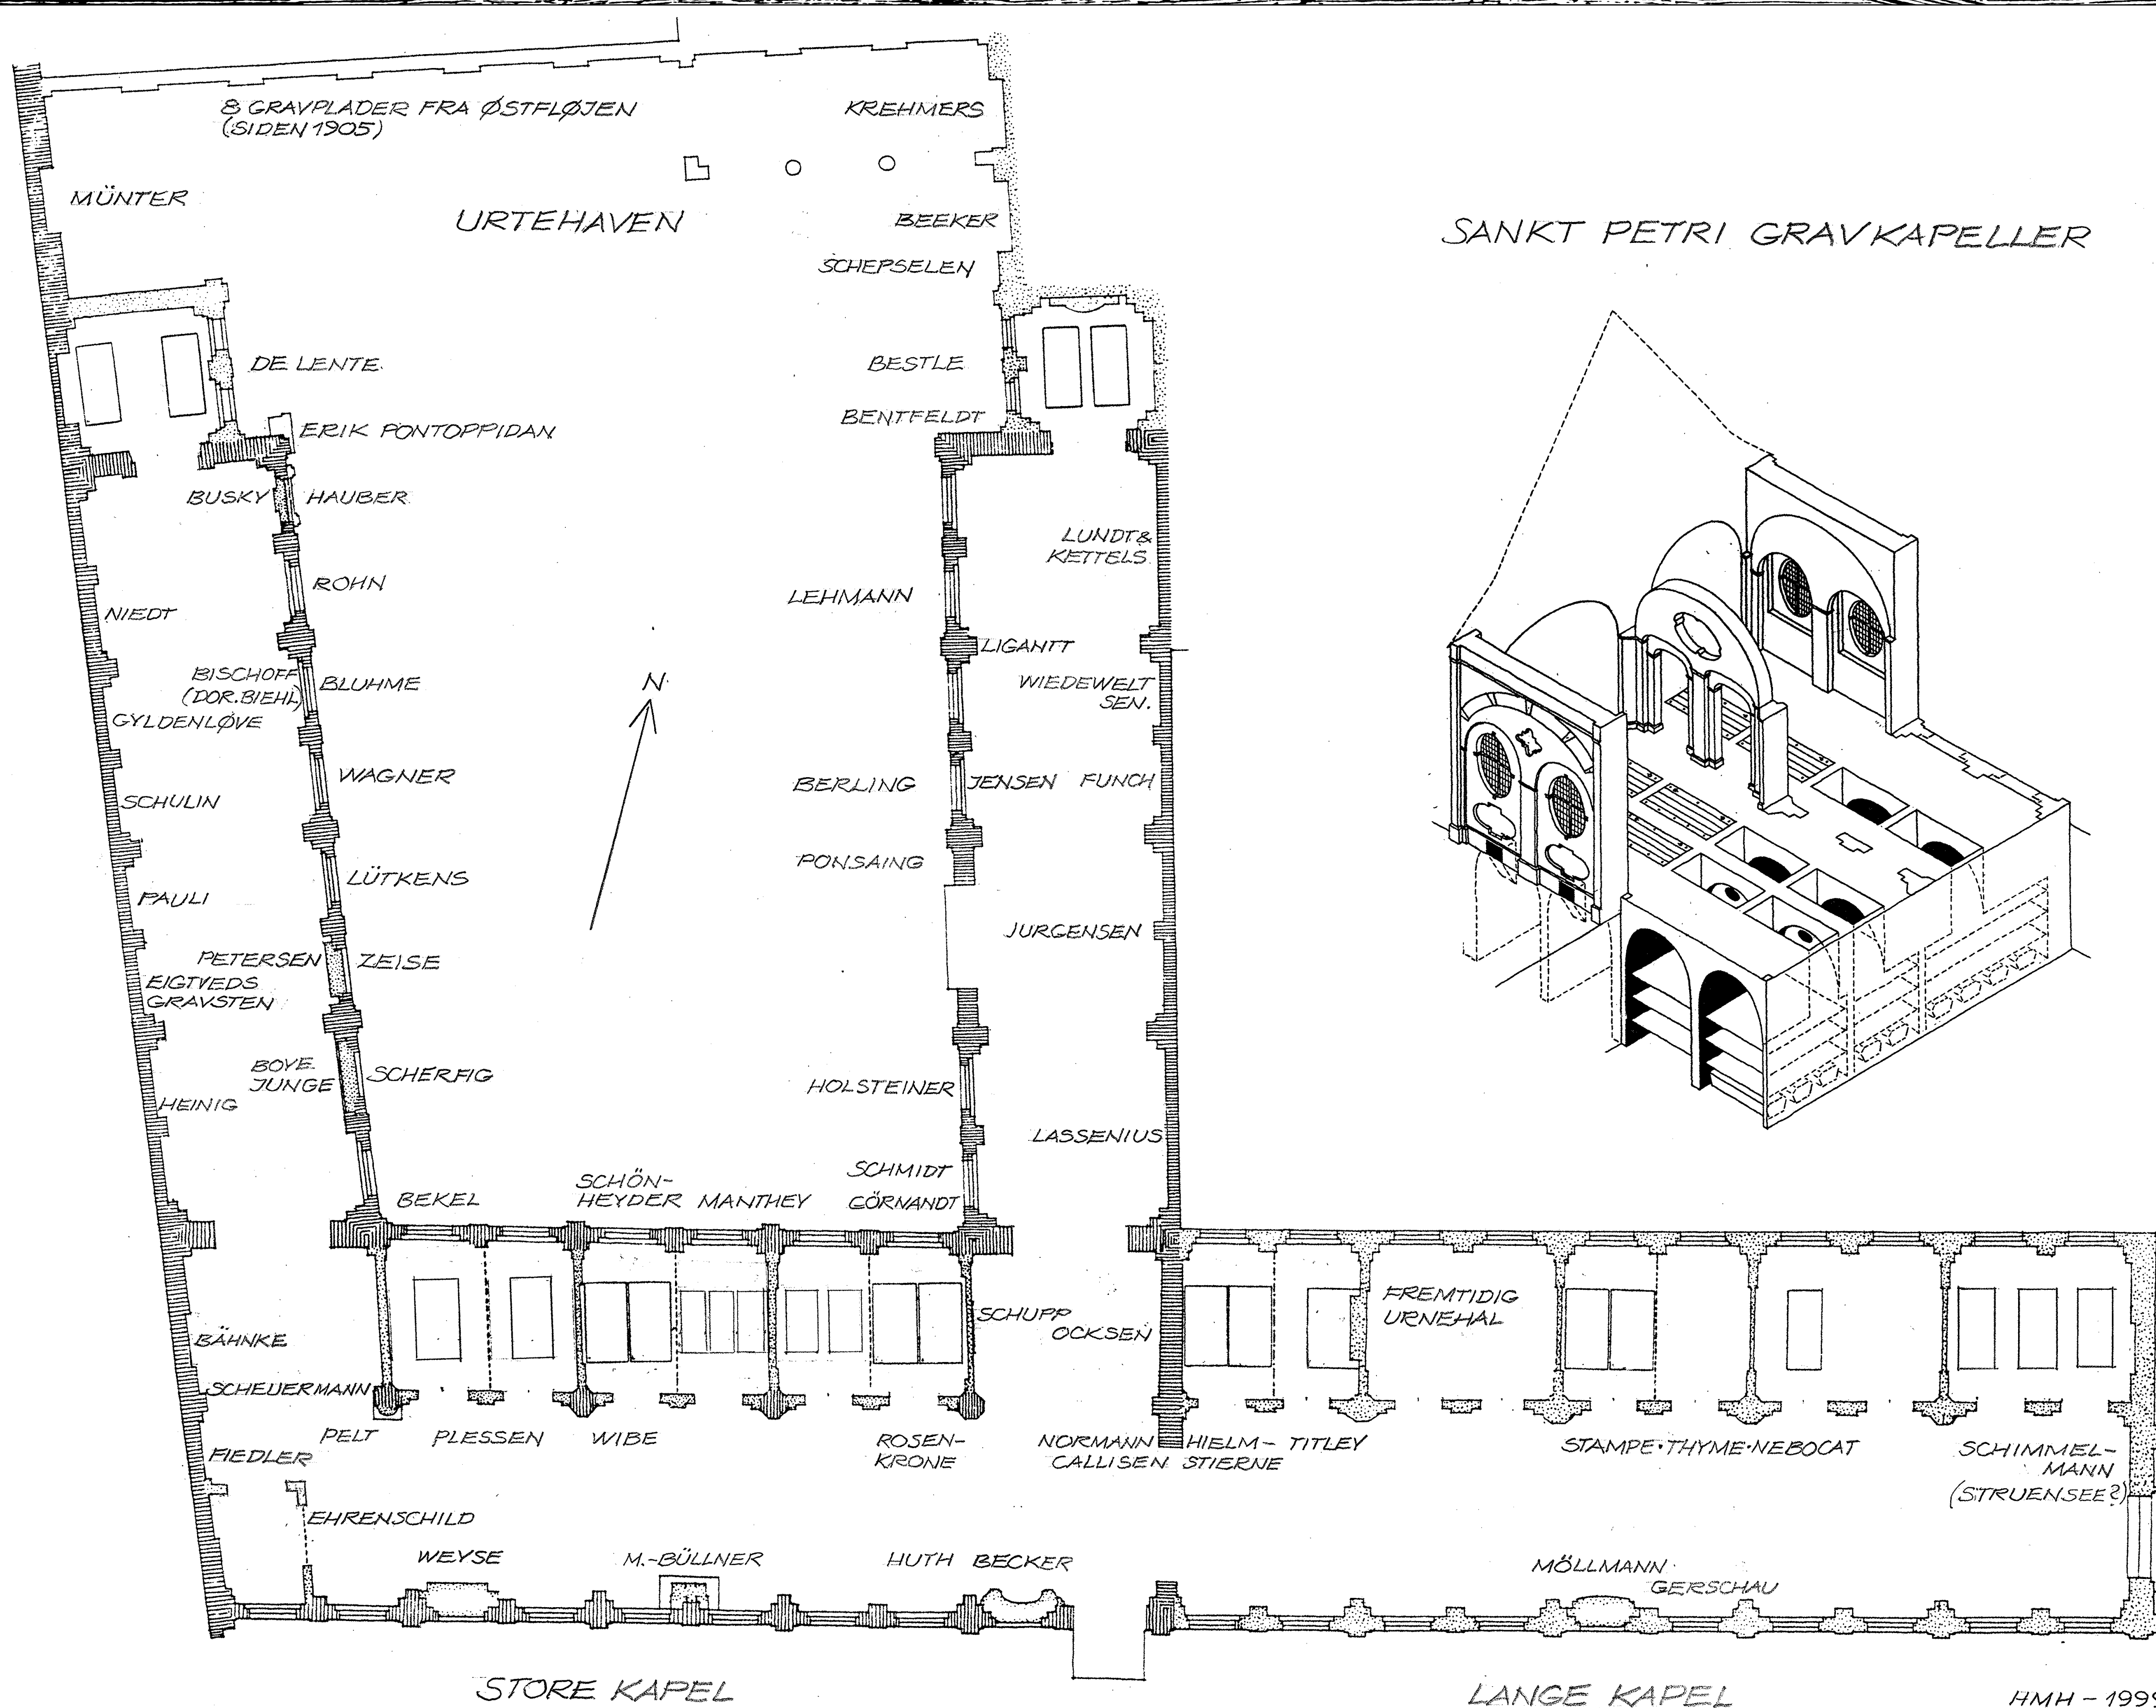 SANKT PETRI GRAVKAPELLER
8 GRAVPLADER FRA ØSTFLØJEN
(SIDEN 1905)
KREHMERS
MÜNTER
URTEHAVEN
BEEKER
SCHEPSELEN
DE LENTE
BESTLE
BENTFELDT
ERIK PONTOPPIDAN
BUSKY
HAUBER
LUNDT &
KETTELS
ROHN
LEHMANN
NIEDT
LIGANTT
BISCHOFF
(DOR. BIEHL)
BLUHME
N
WIEDEWELT
SEN.
GYLDENLØVE
WAGNER
BERLING
JENSEN
FUNCH
SCHULIN
PONSAING
LÜTKENS
PAULI
JURGENSEN
PETERSEN
ZEISE
EIGTVEDS
GRAVSTEN
BOYE
JUNGE
SCHERFIG
HOLSTEINER
HEINIG
LASSENIUS
BEKEL
SCHÖN-
HEYDER
MANTHEY
SCHMIDT
GÖRNANDT
BÄHNKE
SCHUPP
OCKSEN
FREMTIDIG
URNEHAL
SCHEUERMANN
PELT
PLESSEN
WIBE
ROSEN-
KRONE
NORMANN
CALLISEN
HIELM-
STIERNE
TITLEY
STAMPE·THYME·NEBOCAT
SCHIMMEL-
MANN
(STRUENSEE?)
FIEDLER
EHRENSCHILD
WEYSE
M.-BÜLLNER
HUTH
BECKER
MÖLLMANN
GERSCHAU
STORE KAPEL
LANGE KAPEL
HMH - 199